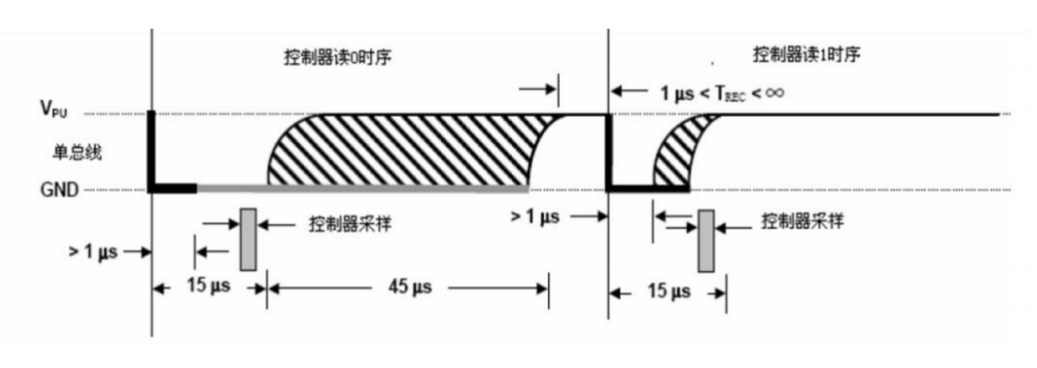 控制器读0时序
控制器读1时序
1 μs < TREC < ∞
VPU
单总线
GND
> 1 μs
控制器采样
控制器采样
> 1 μs
15 μs
45 μs
15 μs